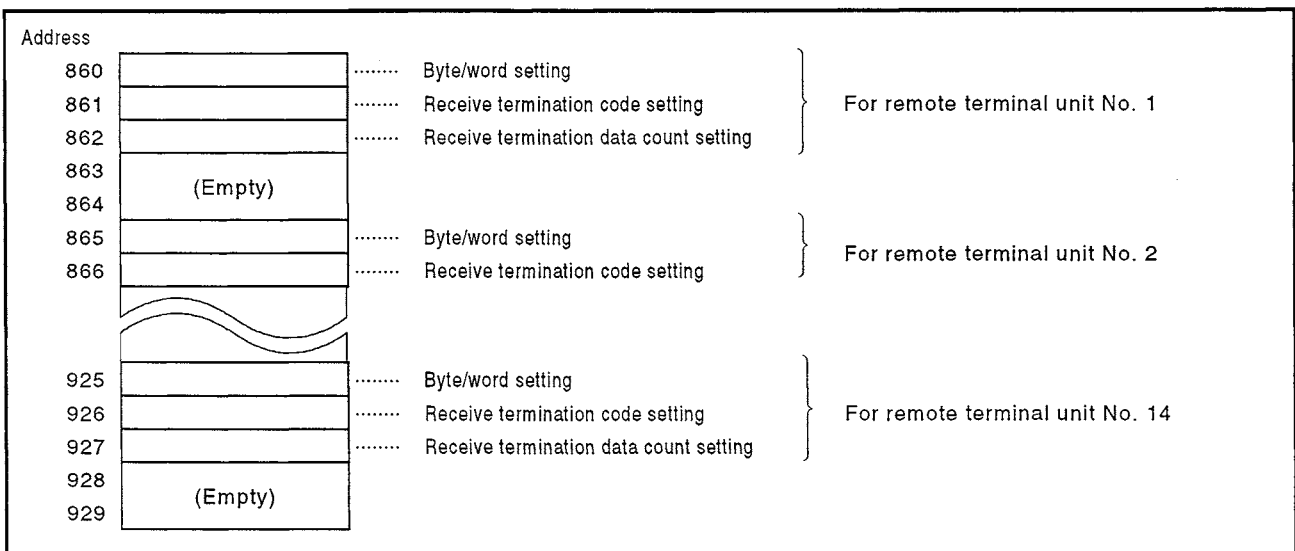 Address
860 ........ Byte/word setting
861 ........ Receive termination code setting For remote terminal unit No. 1
862 ........ Receive termination data count setting
863
(Empty)
864
865 ........ Byte/word setting
For remote terminal unit No. 2
866 ........ Receive termination code setting
925 ........ Byte/word setting
926 ........ Receive termination code setting For remote terminal unit No. 14
927 ........ Receive termination data count setting
928
(Empty)
929